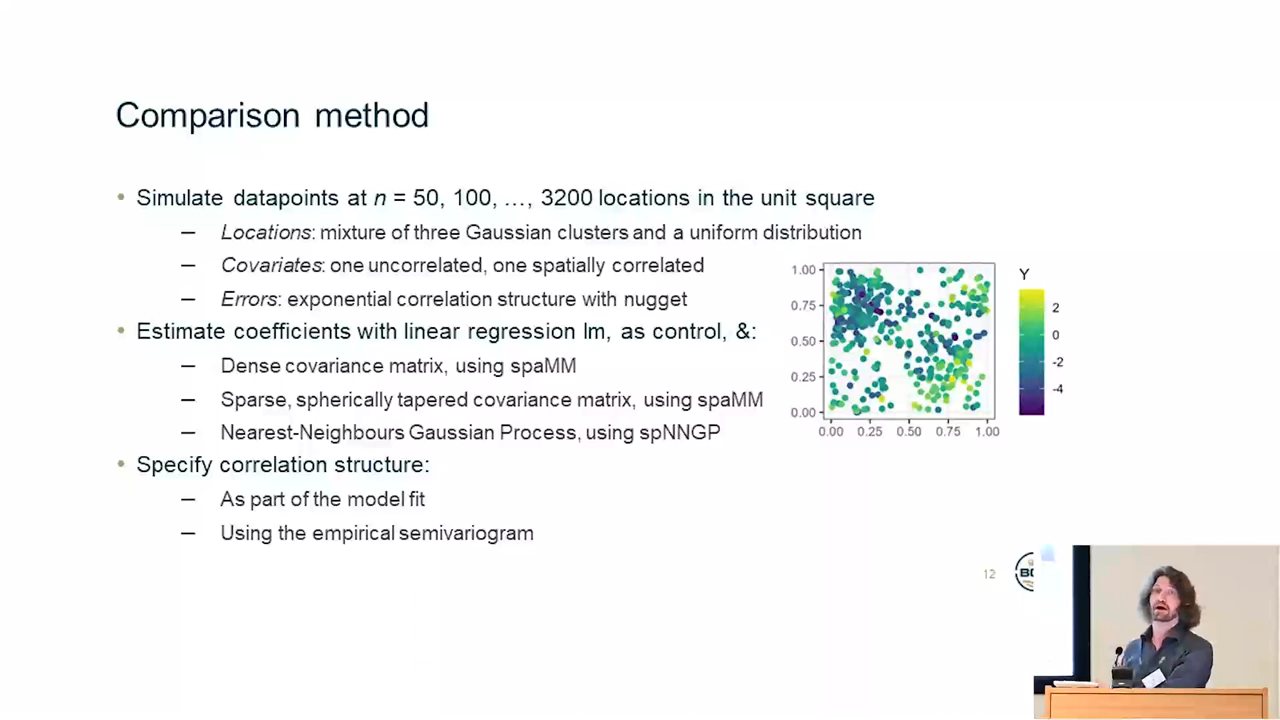 Comparison method
• Simulate datapoints at n = 50, 100, …, 3200 locations in the unit square
– Locations: mixture of three Gaussian clusters and a uniform distribution
– Covariates: one uncorrelated, one spatially correlated
– Errors: exponential correlation structure with nugget
• Estimate coefficients with linear regression lm, as control, &:
– Dense covariance matrix, using spaMM
– Sparse, spherically tapered covariance matrix, using spaMM
– Nearest-Neighbours Gaussian Process, using spNNGP
• Specify correlation structure:
– As part of the model fit
– Using the empirical semivariogram
1.00
0.75
0.50
0.25
0.00
0.00 0.25 0.50 0.75 1.00
Y
2
0
-2
-4
12